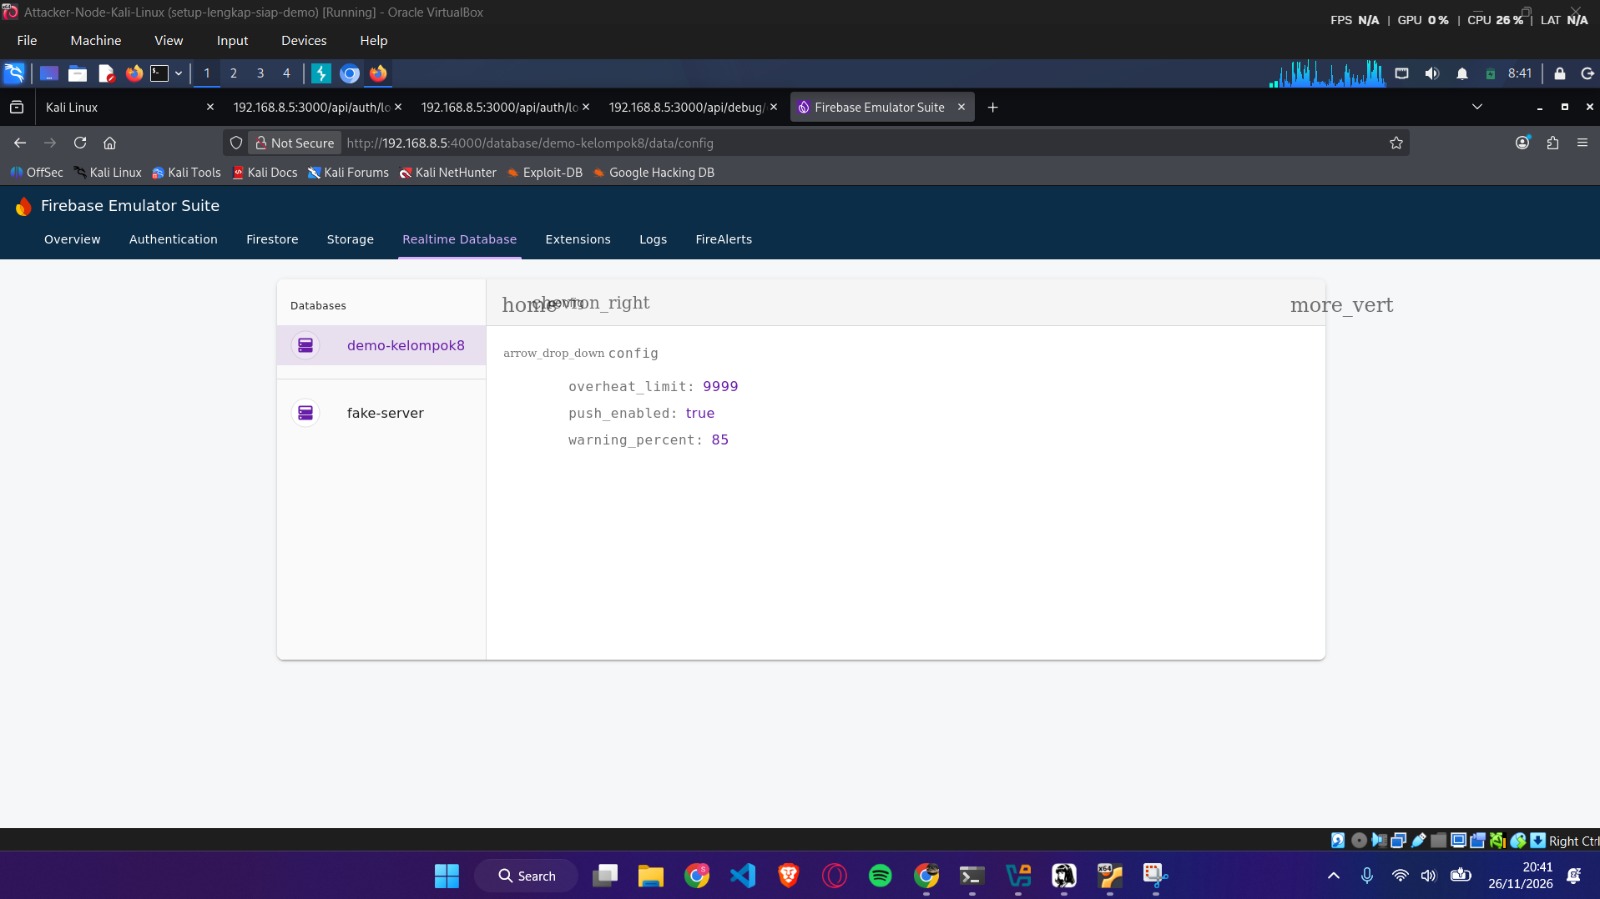 Attacker-Node-Kali-Linux (setup-lengkap-siap-demo) [Running] - Oracle VirtualBox
FPS N/A | GPU 0 % | CPU 26 % | LAT N/A
File Machine View Input Devices Help
1 2 3 4 8:41
Kali Linux 192.168.8.5:3000/api/auth/lo 192.168.8.5:3000/api/auth/lo 192.168.8.5:3000/api/debug/ Firebase Emulator Suite
Not Secure http://192.168.8.5:4000/database/demo-kelompok8/data/config
OffSec Kali Linux Kali Tools Kali Docs Kali Forums Kali NetHunter Exploit-DB Google Hacking DB
Firebase Emulator Suite
Overview Authentication Firestore Storage Realtime Database Extensions Logs FireAlerts
Databases
home chevron_right config more_vert
demo-kelompok8
fake-server
arrow_drop_down config
overheat_limit: 9999
push_enabled: true
warning_percent: 85
Right Ctrl
Search
20:41
26/11/2026